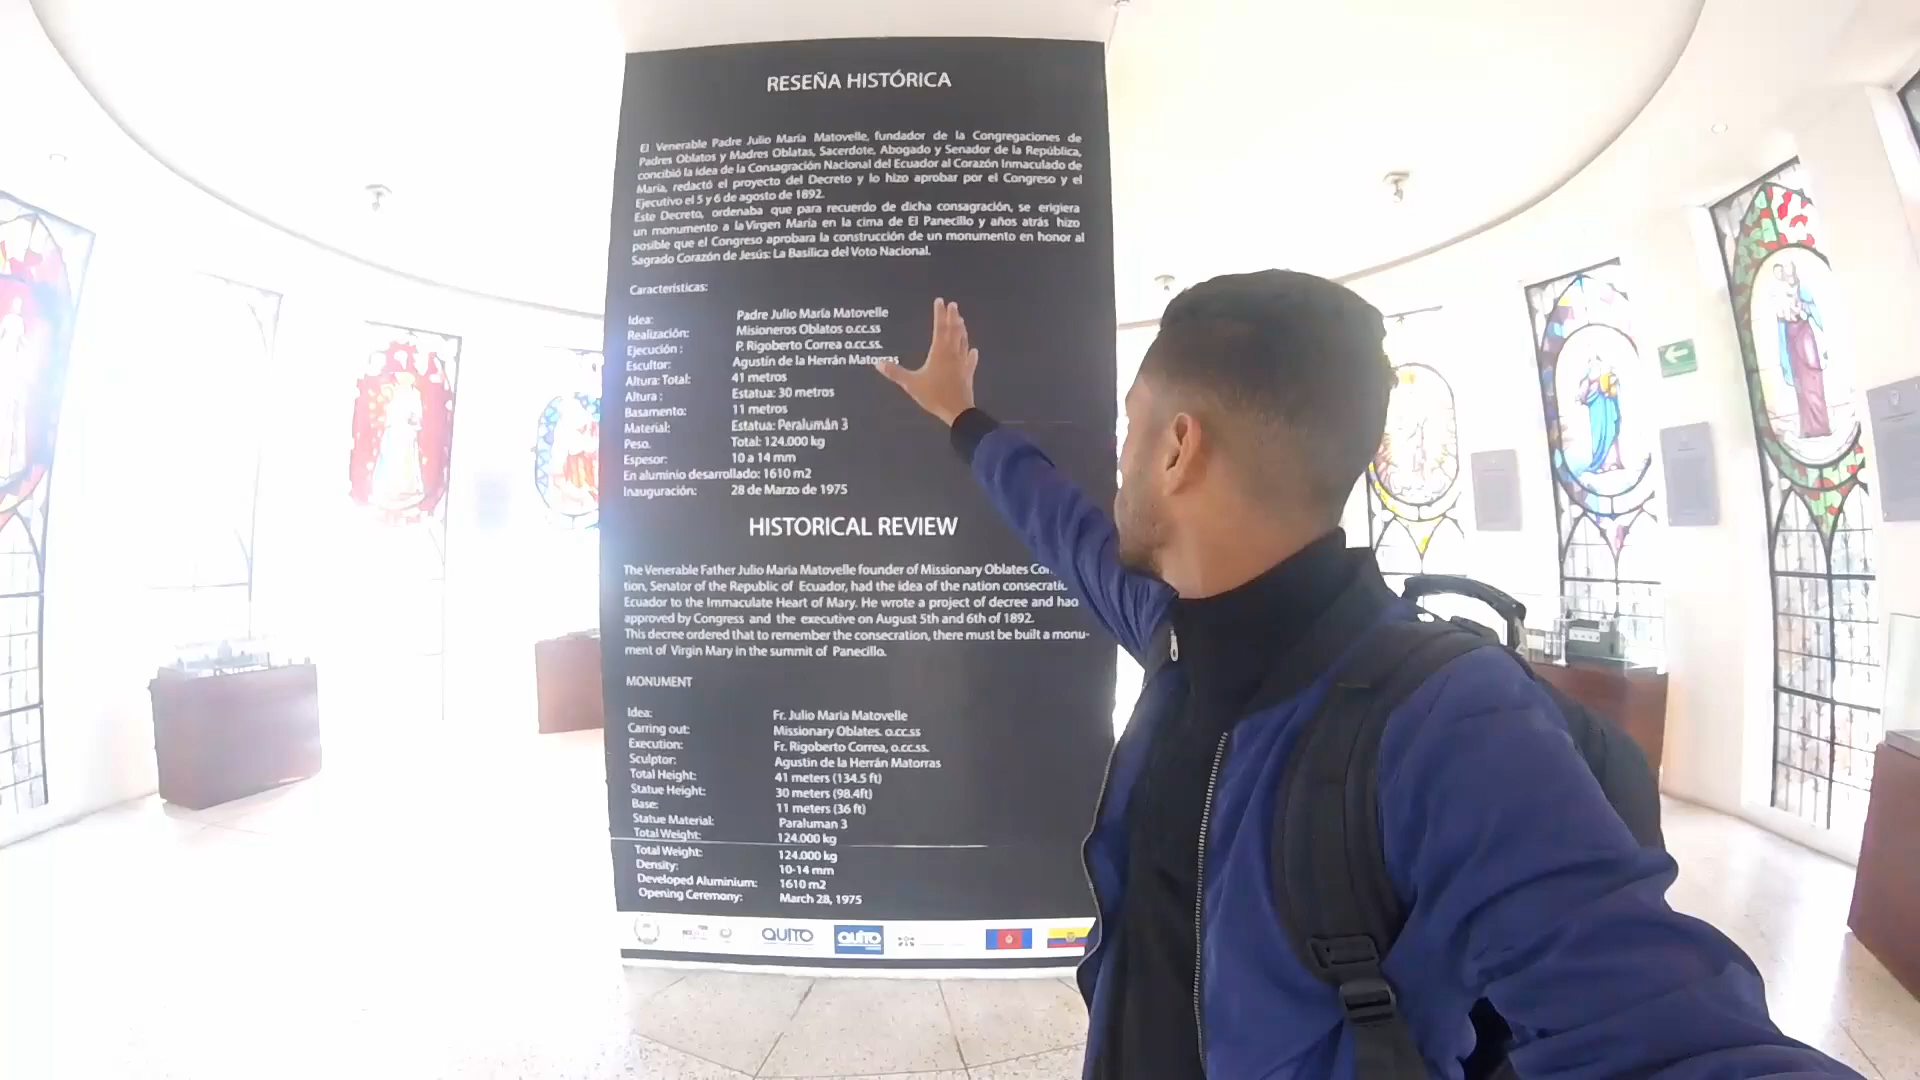 RESEÑA HISTÓRICA
El Venerable Padre Julio María Matovelle, fundador de la Congregaciones de
Padres Oblatos y Madres Oblatas, Sacerdote, Abogado y Senador de la República,
concibió la idea de la Consagración Nacional del Ecuador al Corazón Inmaculado de
María, redactó el proyecto del Decreto y lo hizo aprobar por el Congreso y el
Ejecutivo el 5 y 6 de agosto de 1892.
Este Decreto, ordenaba que para recuerdo de dicha consagración, se erigiera
un monumento a la Virgen María en la cima de El Panecillo y años atrás hizo
posible que el Congreso aprobara la construcción de un monumento en honor al
Sagrado Corazón de Jesús: La Basílica del Voto Nacional.
Características:
Idea: Padre Julio María Matovelle
Realización: Misioneros Oblatos o.cc.ss
Ejecución : P. Rigoberto Correa o.cc.ss.
Escultor: Agustín de la Herrán Matorras
Altura: Total: 41 metros
Altura : Estatua: 30 metros
Basamento: 11 metros
Material: Estatua: Peralumán 3
Peso. Total: 124.000 kg
Espesor: 10 a 14 mm
En aluminio desarrollado: 1610 m2
Inauguración: 28 de Marzo de 1975
HISTORICAL REVIEW
The Venerable Father Julio Maria Matovelle founder of Missionary Oblates Co
tion, Senator of the Republic of Ecuador, had the idea of the nation consecratic
Ecuador to the Immaculate Heart of Mary. He wrote a project of decree and had
approved by Congress and the executive on August 5th and 6th of 1892.
This decree ordered that to remember the consecration, there must be built a monu-
ment of Virgin Mary in the summit of Panecillo.
MONUMENT
Idea: Fr. Julio Maria Matovelle
Carring out: Missionary Oblates. o.cc.ss
Execution: Fr. Rigoberto Correa, o.cc.ss.
Sculptor: Agustin de la Herrán Matorras
Total Height: 41 meters (134.5 ft)
Statue Height: 30 meters (98.4ft)
Base: 11 meters (36 ft)
Statue Material: Paraluman 3
Total Weight: 124.000 kg
Total Weight: 124.000 kg
Density: 10-14 mm
Developed Aluminium: 1610 m2
Opening Ceremony: March 28, 1975
QUITO
QUITO